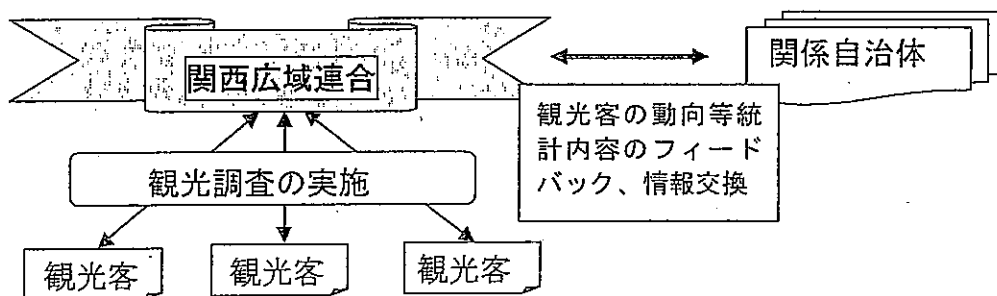 関西広域連合
関係自治体
観光客の動向等統
計内容のフィード
バック、情報交換
観光調査の実施
観光客
観光客
観光客